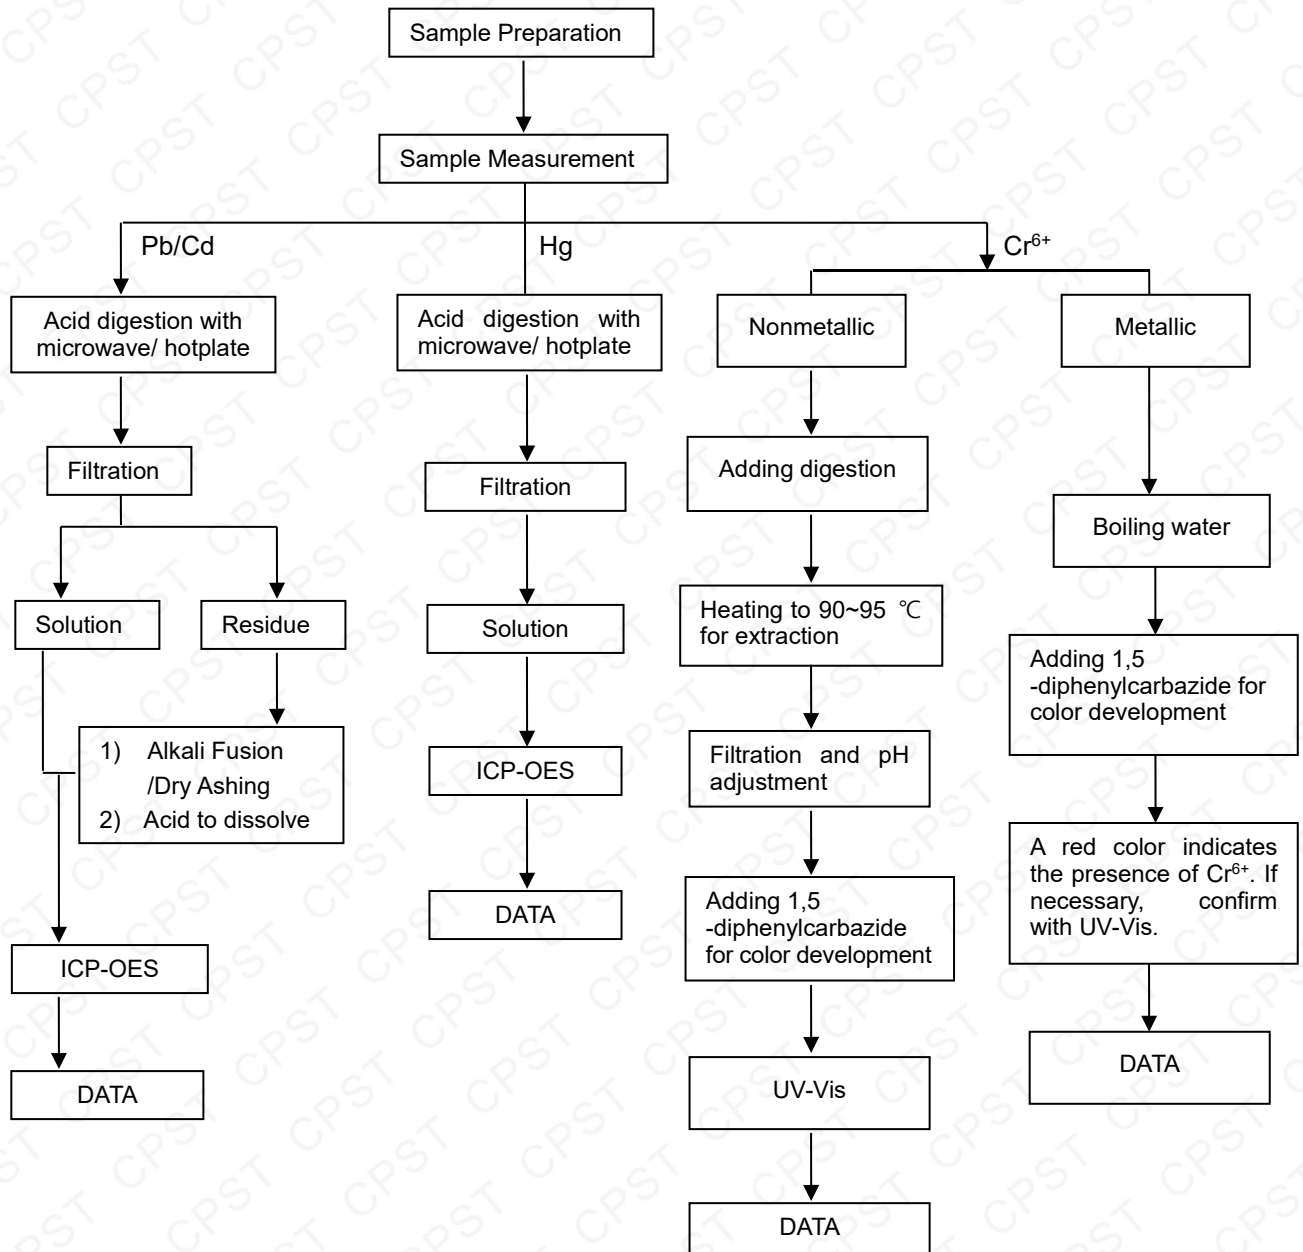 Sample Preparation
Sample Measurement
Pb/Cd
Hg
Cr⁶⁺
Acid digestion with
microwave/ hotplate
Filtration
Solution
Residue
1) Alkali Fusion
/Dry Ashing
2) Acid to dissolve
ICP-OES
DATA
Acid digestion with
microwave/ hotplate
Filtration
Solution
ICP-OES
DATA
Nonmetallic
Adding digestion
Heating to 90~95 ℃
for extraction
Filtration and pH
adjustment
Adding 1,5
-diphenylcarbazide
for color development
UV-Vis
DATA
Metallic
Boiling water
Adding 1,5
-diphenylcarbazide for
color development
A red color indicates
the presence of Cr⁶⁺. If
necessary, confirm
with UV-Vis.
DATA
CPST